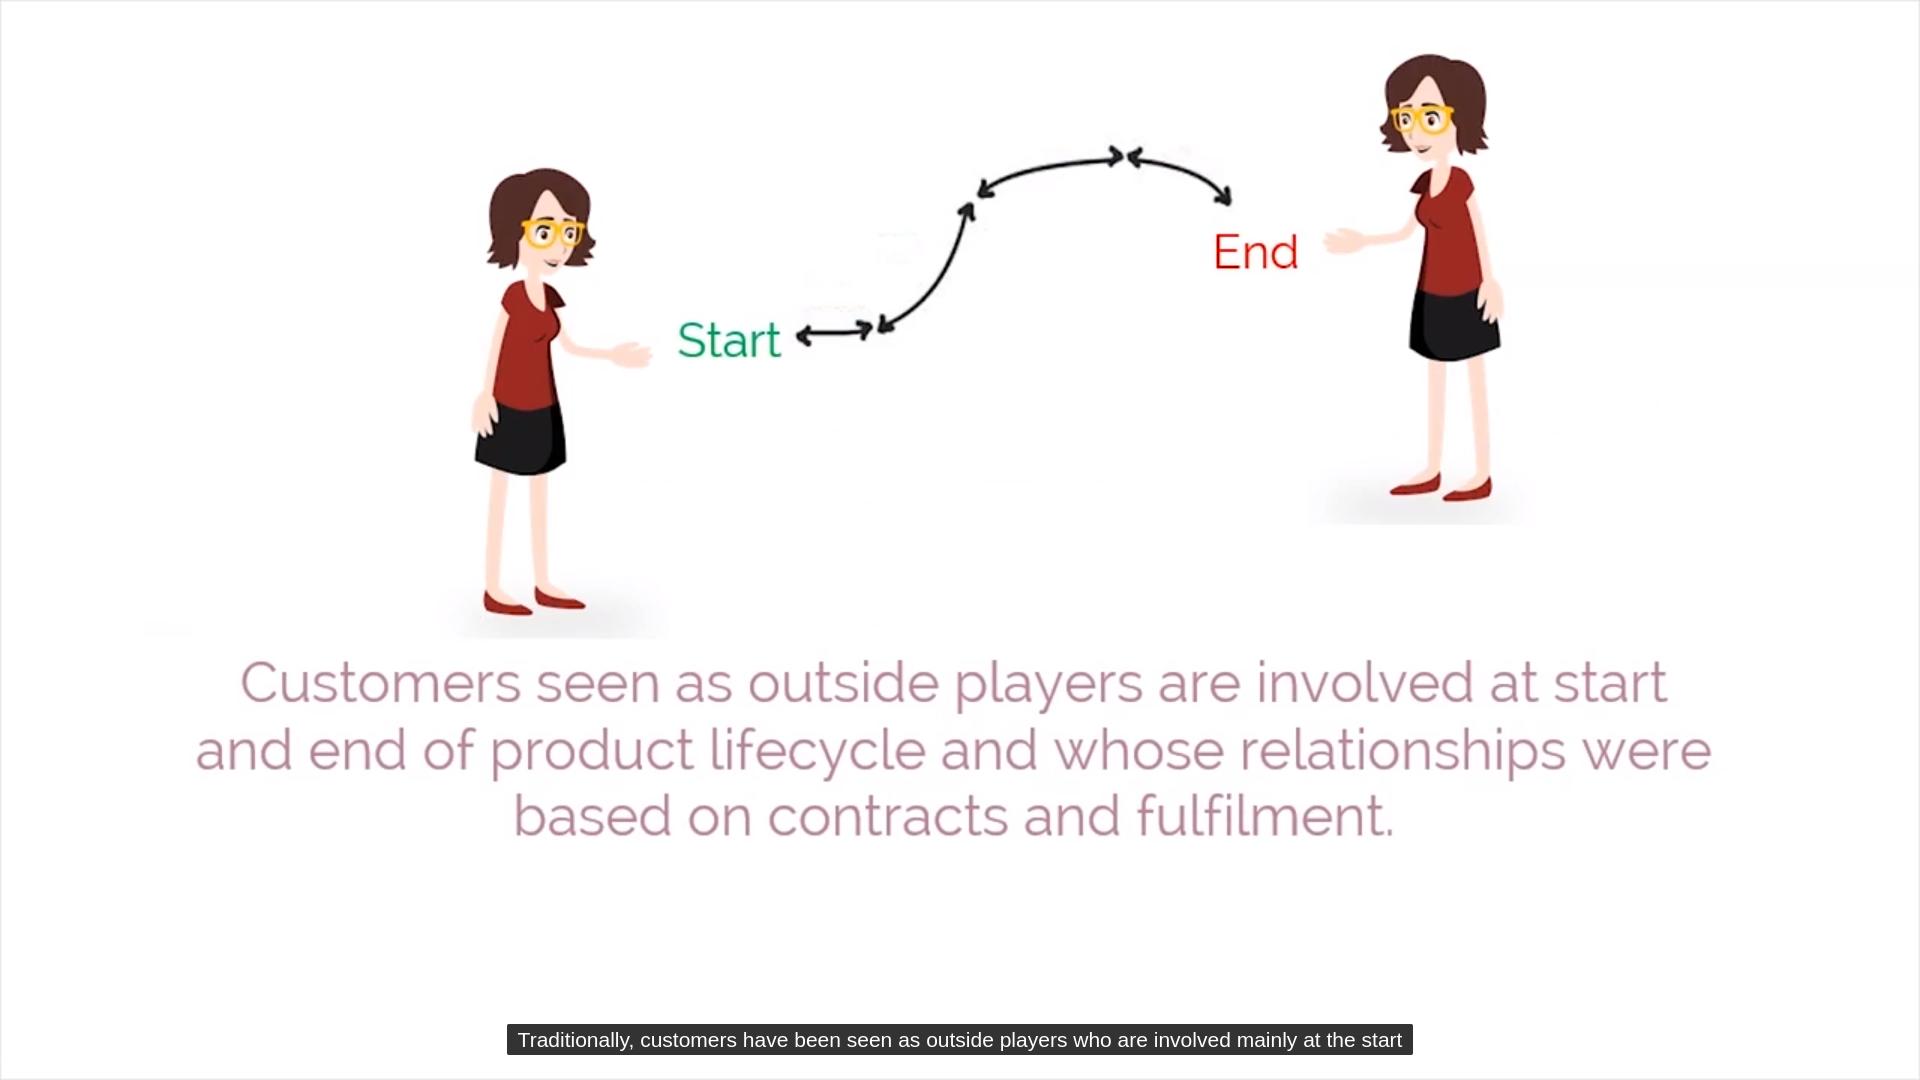 Start
End
Customers seen as outside players are involved at start
and end of product lifecycle and whose relationships were
based on contracts and fulfilment.
Traditionally, customers have been seen as outside players who are involved mainly at the start